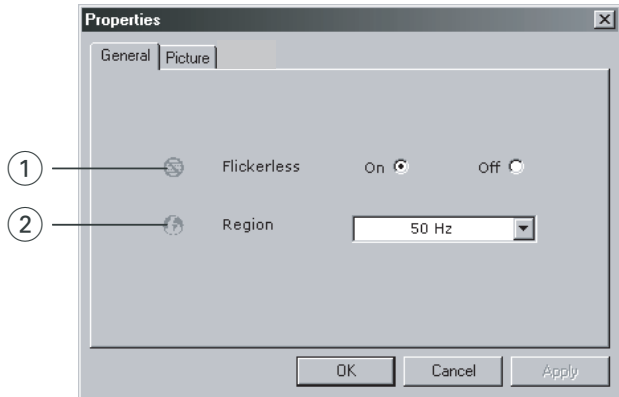 Properties
General Picture
1 Flickerless On Off
2 Region 50 Hz
OK Cancel Apply